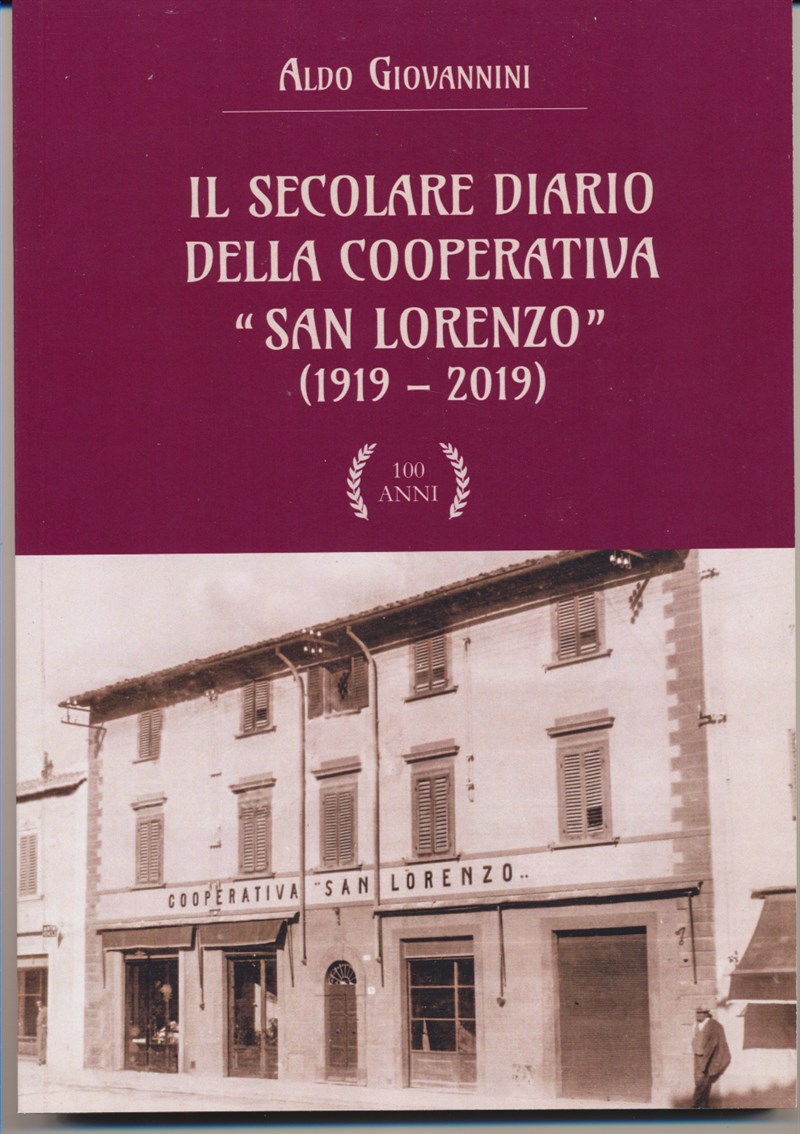 ALDO GIOVANNINI
IL SECOLARE DIARIO
DELLA COOPERATIVA
“SAN LORENZO”
(1919 – 2019)
100
ANNI
COOPERATIVA "SAN LORENZO"